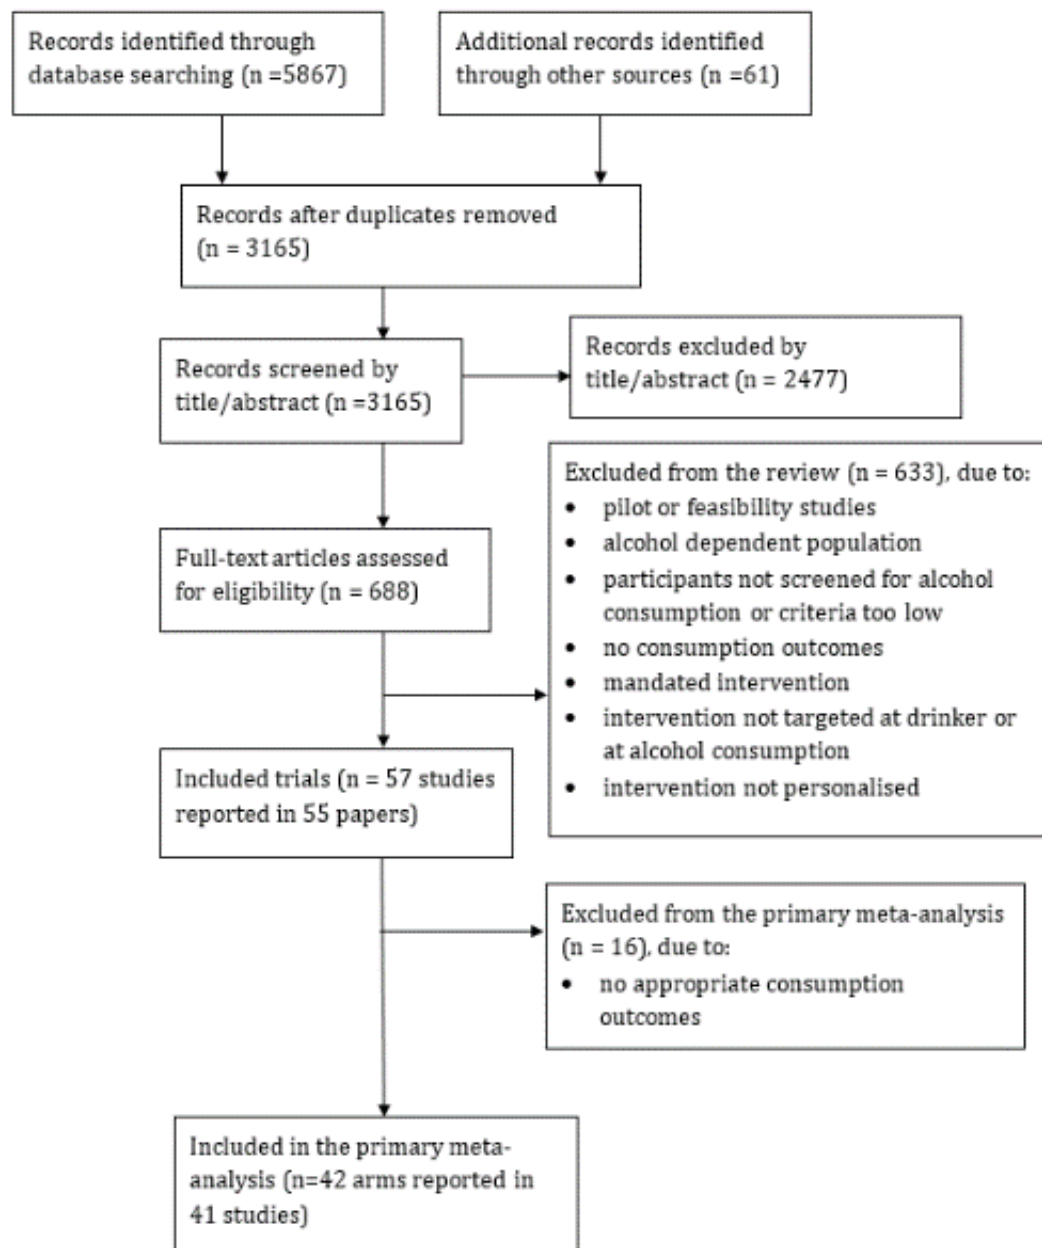 Records identified through
database searching (n =5867)
Additional records identified
through other sources (n =61)
Records after duplicates removed
(n = 3165)
Records screened by
title/abstract (n =3165)
Records excluded by
title/abstract (n = 2477)
Full-text articles assessed
for eligibility (n = 688)
Excluded from the review (n = 633), due to:
• pilot or feasibility studies
• alcohol dependent population
• participants not screened for alcohol
consumption or criteria too low
• no consumption outcomes
• mandated intervention
• intervention not targeted at drinker or
at alcohol consumption
• intervention not personalised
Included trials (n = 57 studies
reported in 55 papers)
Excluded from the primary meta-analysis
(n = 16), due to:
• no appropriate consumption
outcomes
Included in the primary meta-
analysis (n=42 arms reported in
41 studies)